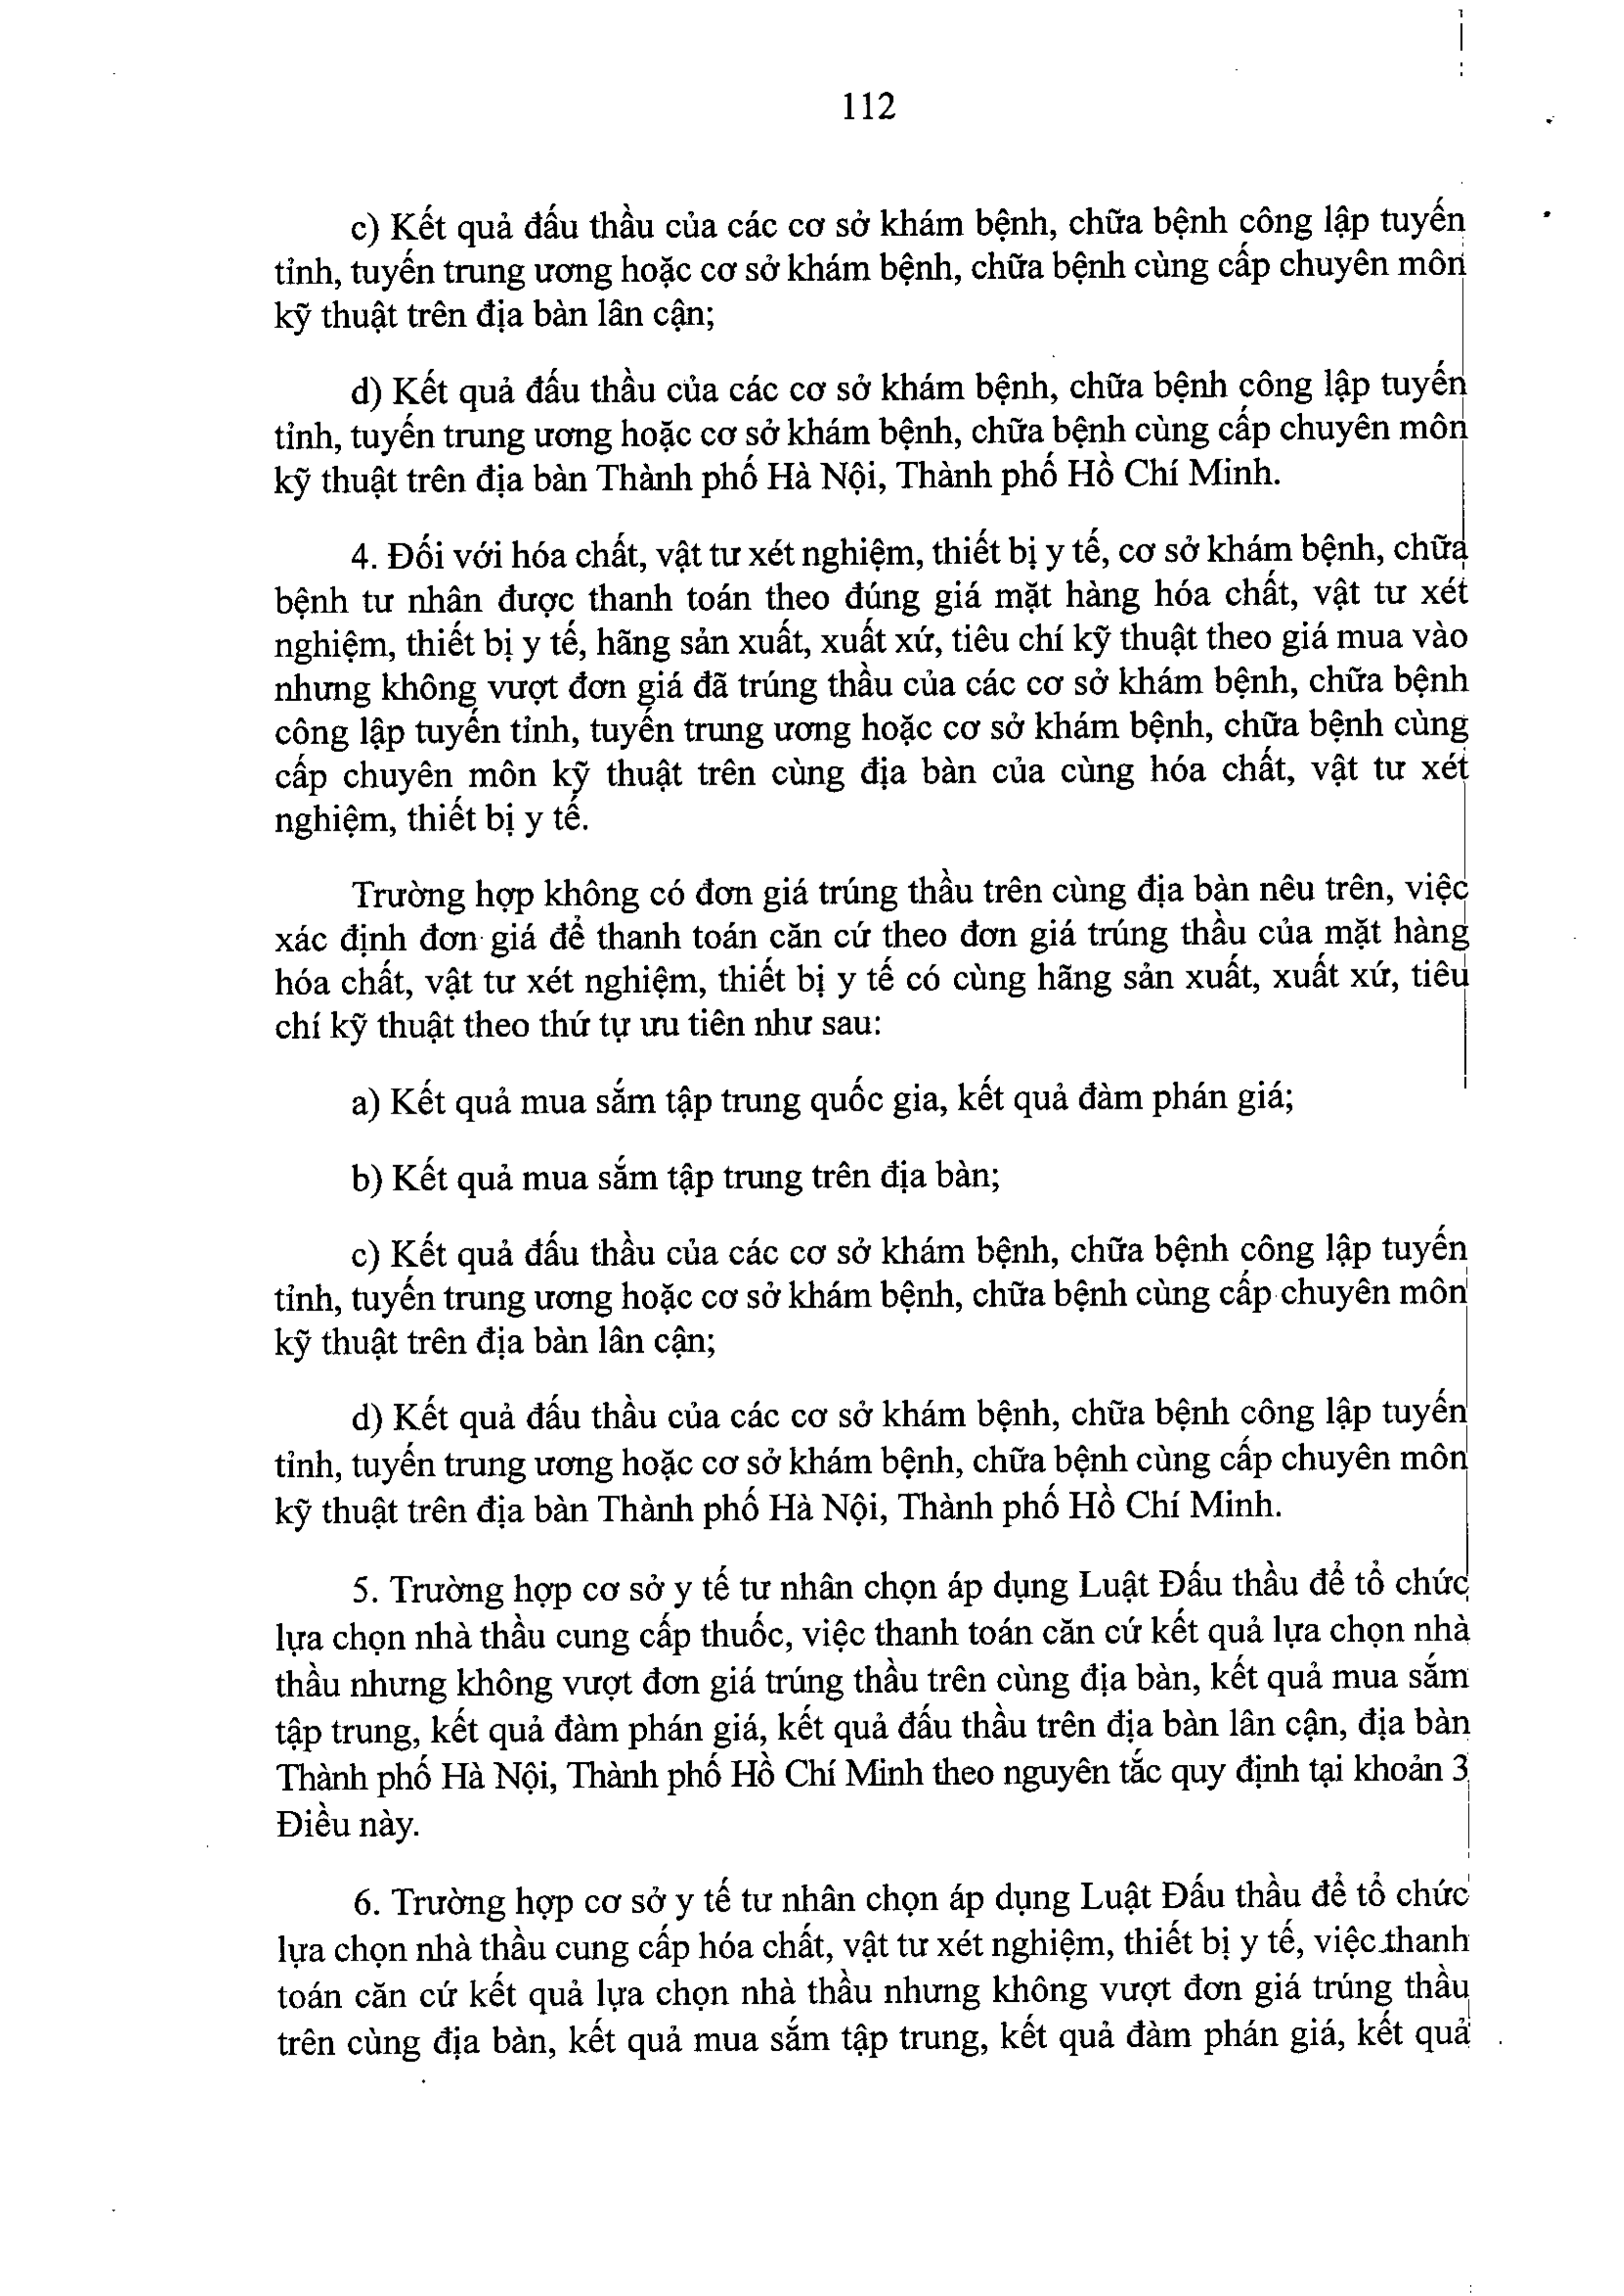 112
c) Kết quả đấu thầu của các cơ sở khám bệnh, chữa bệnh công lập tuyến
tỉnh, tuyến trung ương hoặc cơ sở khám bệnh, chữa bệnh cùng cấp chuyên môn
kỹ thuật trên địa bàn lân cận;
d) Kết quả đấu thầu của các cơ sở khám bệnh, chữa bệnh công lập tuyến
tỉnh, tuyến trung ương hoặc cơ sở khám bệnh, chữa bệnh cùng cấp chuyên môn
kỹ thuật trên địa bàn Thành phố Hà Nội, Thành phố Hồ Chí Minh.
4. Đối với hóa chất, vật tư xét nghiệm, thiết bị y tế, cơ sở khám bệnh, chữa
bệnh tư nhân được thanh toán theo đúng giá mặt hàng hóa chất, vật tư xét
nghiệm, thiết bị y tế, hãng sản xuất, xuất xứ, tiêu chí kỹ thuật theo giá mua vào
nhưng không vượt đơn giá đã trúng thầu của các cơ sở khám bệnh, chữa bệnh
công lập tuyến tỉnh, tuyến trung ương hoặc cơ sở khám bệnh, chữa bệnh cùng
cấp chuyên môn kỹ thuật trên cùng địa bàn của cùng hóa chất, vật tư xét
nghiệm, thiết bị y tế.
Trường hợp không có đơn giá trúng thầu trên cùng địa bàn nêu trên, việc
xác định đơn giá để thanh toán căn cứ theo đơn giá trúng thầu của mặt hàng
hóa chất, vật tư xét nghiệm, thiết bị y tế có cùng hãng sản xuất, xuất xứ, tiêu
chí kỹ thuật theo thứ tự ưu tiên như sau:
a) Kết quả mua sắm tập trung quốc gia, kết quả đàm phán giá;
b) Kết quả mua sắm tập trung trên địa bàn;
c) Kết quả đấu thầu của các cơ sở khám bệnh, chữa bệnh công lập tuyến
tỉnh, tuyến trung ương hoặc cơ sở khám bệnh, chữa bệnh cùng cấp chuyên môn
kỹ thuật trên địa bàn lân cận;
d) Kết quả đấu thầu của các cơ sở khám bệnh, chữa bệnh công lập tuyến
tỉnh, tuyến trung ương hoặc cơ sở khám bệnh, chữa bệnh cùng cấp chuyên môn
kỹ thuật trên địa bàn Thành phố Hà Nội, Thành phố Hồ Chí Minh.
5. Trường hợp cơ sở y tế tư nhân chọn áp dụng Luật Đấu thầu để tổ chức
lựa chọn nhà thầu cung cấp thuốc, việc thanh toán căn cứ kết quả lựa chọn nhà
thầu nhưng không vượt đơn giá trúng thầu trên cùng địa bàn, kết quả mua sắm
tập trung, kết quả đàm phán giá, kết quả đấu thầu trên địa bàn lân cận, địa bàn
Thành phố Hà Nội, Thành phố Hồ Chí Minh theo nguyên tắc quy định tại khoản 3
Điều này.
6. Trường hợp cơ sở y tế tư nhân chọn áp dụng Luật Đấu thầu để tổ chức
lựa chọn nhà thầu cung cấp hóa chất, vật tư xét nghiệm, thiết bị y tế, việc thanh
toán căn cứ kết quả lựa chọn nhà thầu nhưng không vượt đơn giá trúng thầu
trên cùng địa bàn, kết quả mua sắm tập trung, kết quả đàm phán giá, kết quả